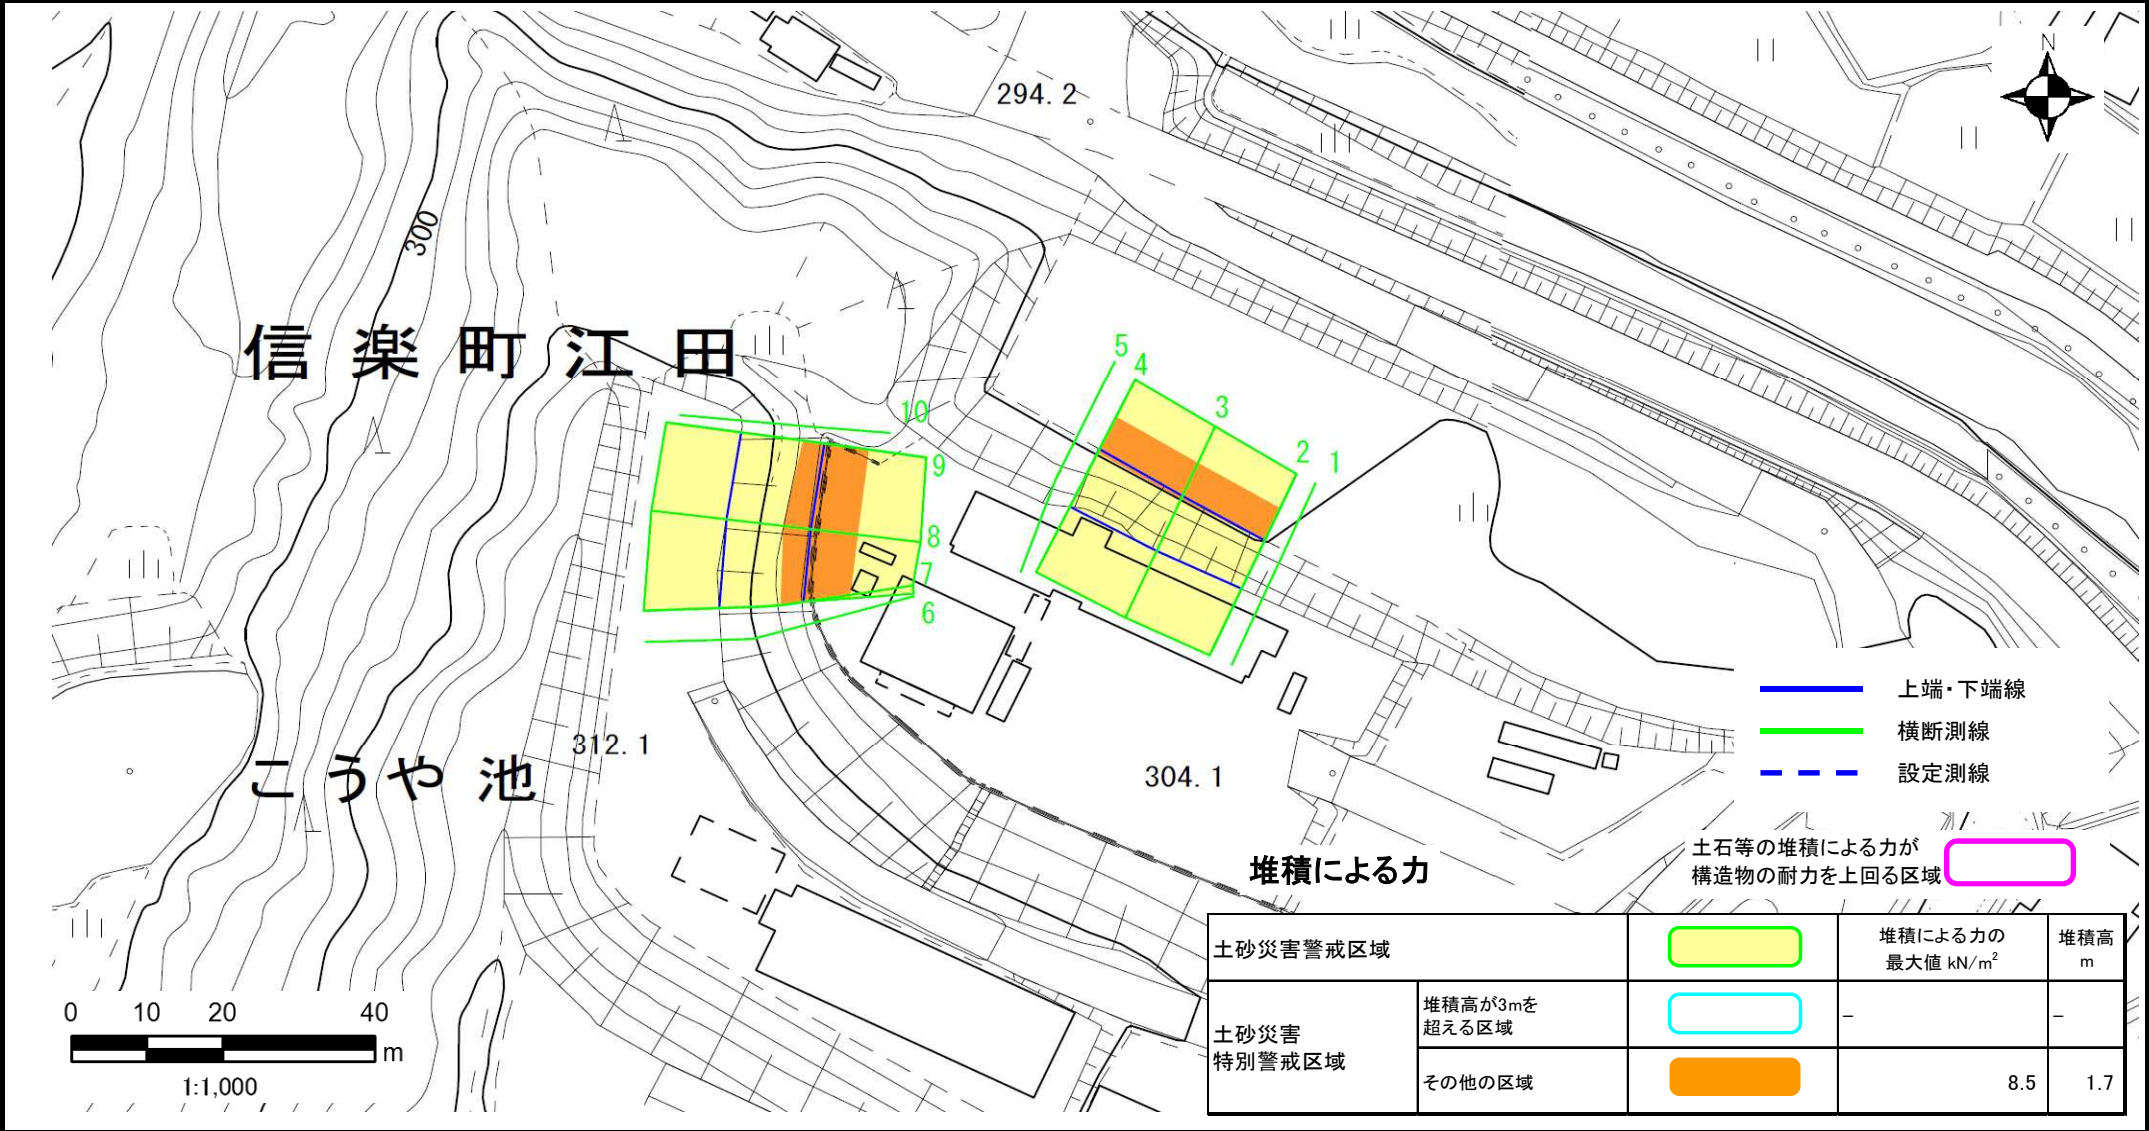 294. 2
N
300
信楽町江田
5
4
3
2
1
10
9
8
7
6
312. 1
こうや池
304. 1
上端・下端線
横断測線
設定測線
堆積による力
土石等の堆積による力が
構造物の耐力を上回る区域
土砂災害警戒区域
堆積による力の
最大値 kN/m²
堆積高
m
土砂災害
特別警戒区域
堆積高が3mを
超える区域
−
−
その他の区域
8.5
1.7
0 10 20 40
m
1:1,000